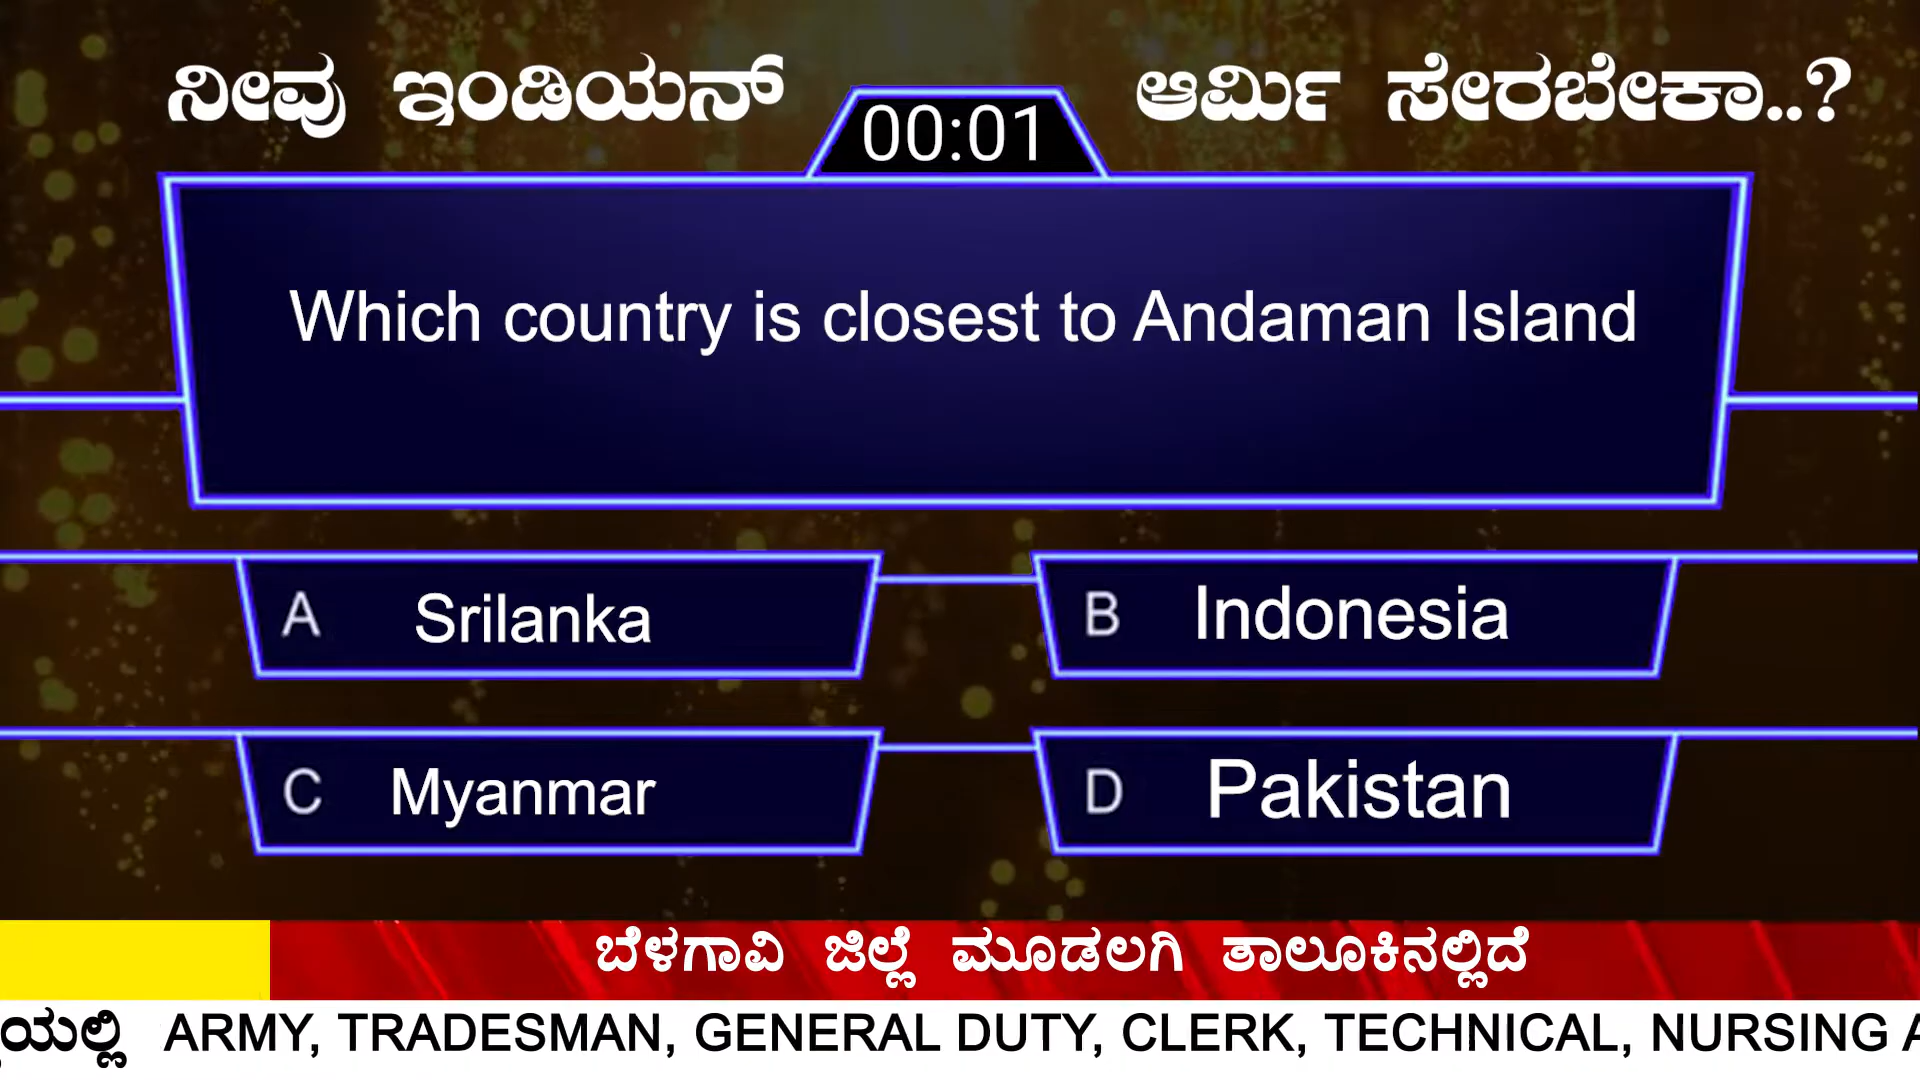 ನೀವು ಇಂಡಿಯನ್ ಆರ್ಮಿ ಸೇರಬೇಕಾ..?
00:01
Which country is closest to Andaman Island
A Srilanka
B Indonesia
C Myanmar
D Pakistan
ಬೆಳಗಾವಿ ಜಿಲ್ಲೆ ಮೂಡಲಗಿ ತಾಲೂಕಿನಲ್ಲಿದೆ
ಯಲ್ಲಿ ARMY, TRADESMAN, GENERAL DUTY, CLERK, TECHNICAL, NURSING A